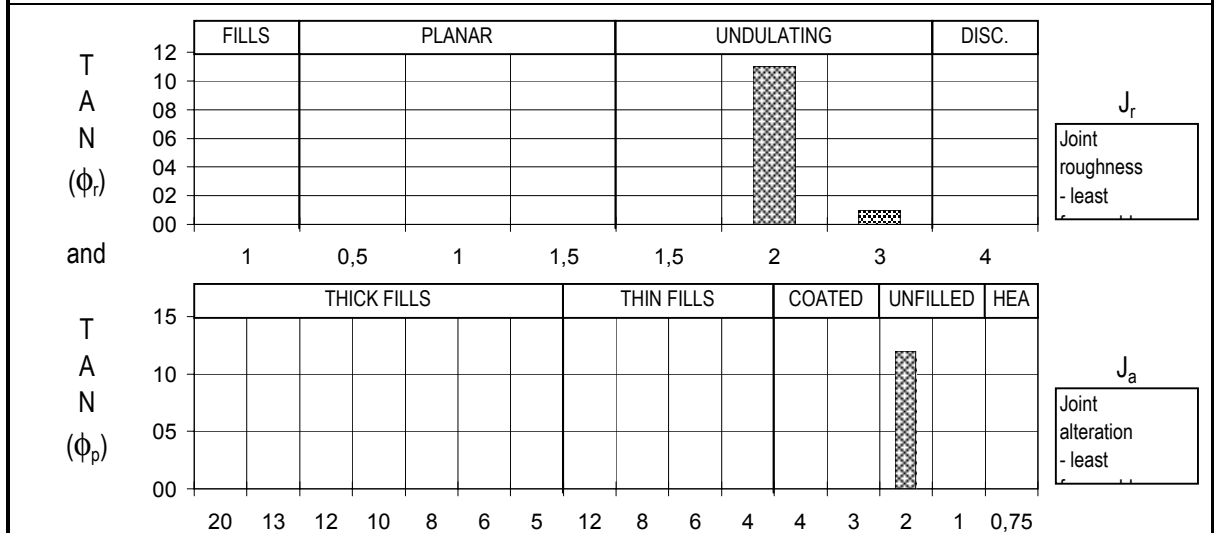 FILLS PLANAR UNDULATING DISC.
T
A
N
(ϕr)
12
10
08
06
04
02
00
Jr
Joint
roughness
- least
and
1 0,5 1 1,5 1,5 2 3 4
THICK FILLS THIN FILLS COATED UNFILLED HEA
T
A
N
(ϕp)
15
10
05
00
Ja
Joint
alteration
- least
20 13 12 10 8 6 5 12 8 6 4 4 3 2 1 0,75